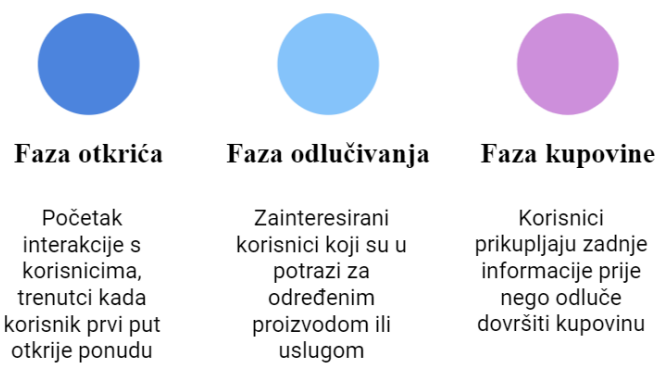 Faza otkrića
Faza odlučivanja
Faza kupovine
Početak
interakcije s
korisnicima,
trenutci kada
korisnik prvi put
otkrije ponudu
Zainteresirani
korisnici koji su u
potrazi za
određenim
proizvodom ili
uslugom
Korisnici
prikupljaju zadnje
informacije prije
nego odluče
dovršiti kupovinu